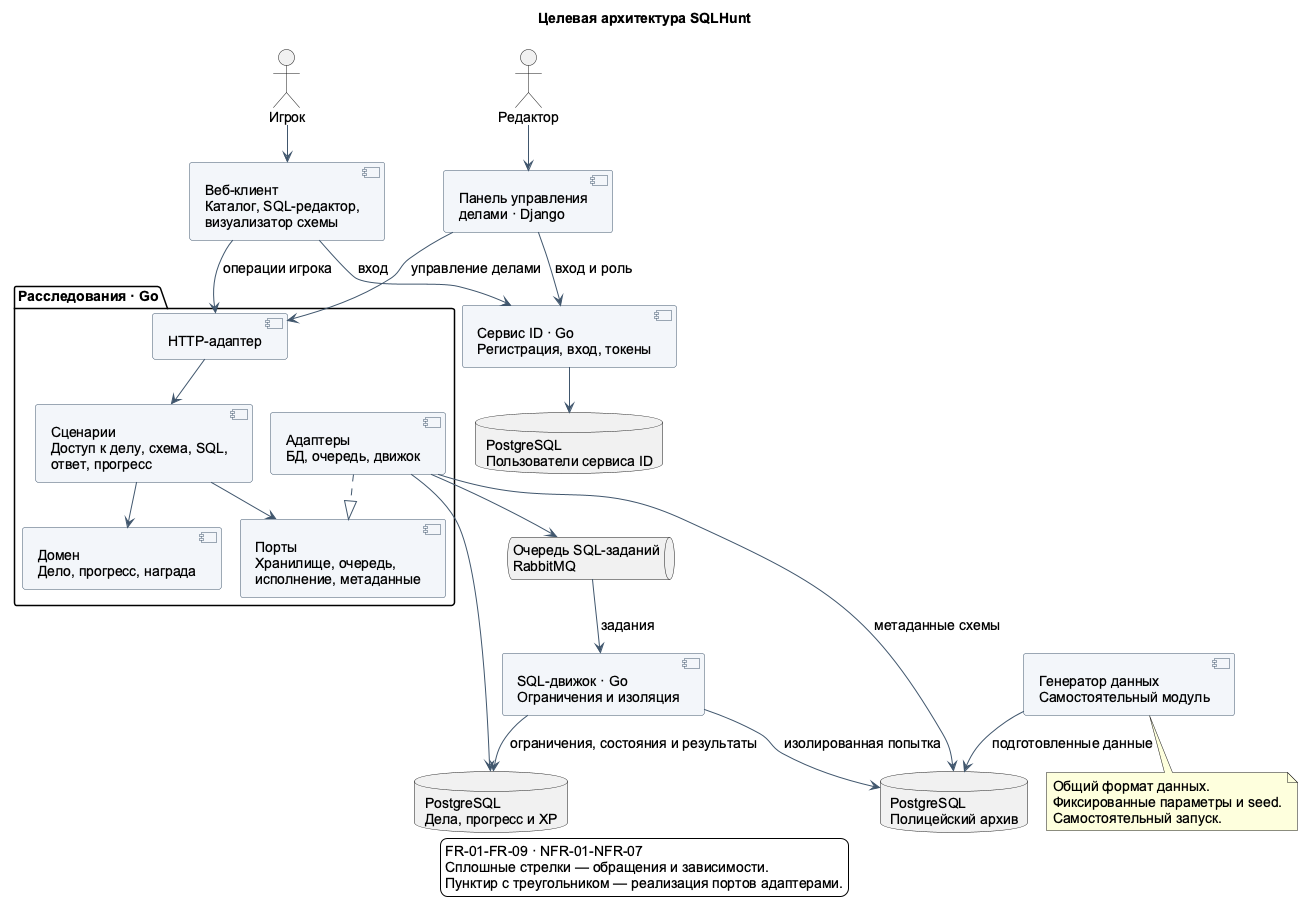 Целевая архитектура SQLHunt
Игрок
Редактор
Веб-клиент
Каталог, SQL-редактор,
визуализатор схемы
Панель управления
делами · Django
операции игрока
вход
управление делами
вход и роль
Расследования · Go
HTTP-адаптер
Сервис ID · Go
Регистрация, вход, токены
Сценарии
Доступ к делу, схема, SQL,
ответ, прогресс
Адаптеры
БД, очередь, движок
PostgreSQL
Пользователи сервиса ID
Домен
Дело, прогресс, награда
Порты
Хранилище, очередь,
исполнение, метаданные
Очередь SQL-заданий
RabbitMQ
задания
метаданные схемы
SQL-движок · Go
Ограничения и изоляция
Генератор данных
Самостоятельный модуль
ограничения, состояния и результаты
изолированная попытка
подготовленные данные
PostgreSQL
Дела, прогресс и XP
PostgreSQL
Полицейский архив
Общий формат данных.
Фиксированные параметры и seed.
Самостоятельный запуск.
FR-01-FR-09 · NFR-01-NFR-07
Сплошные стрелки — обращения и зависимости.
Пунктир с треугольником — реализация портов адаптерами.